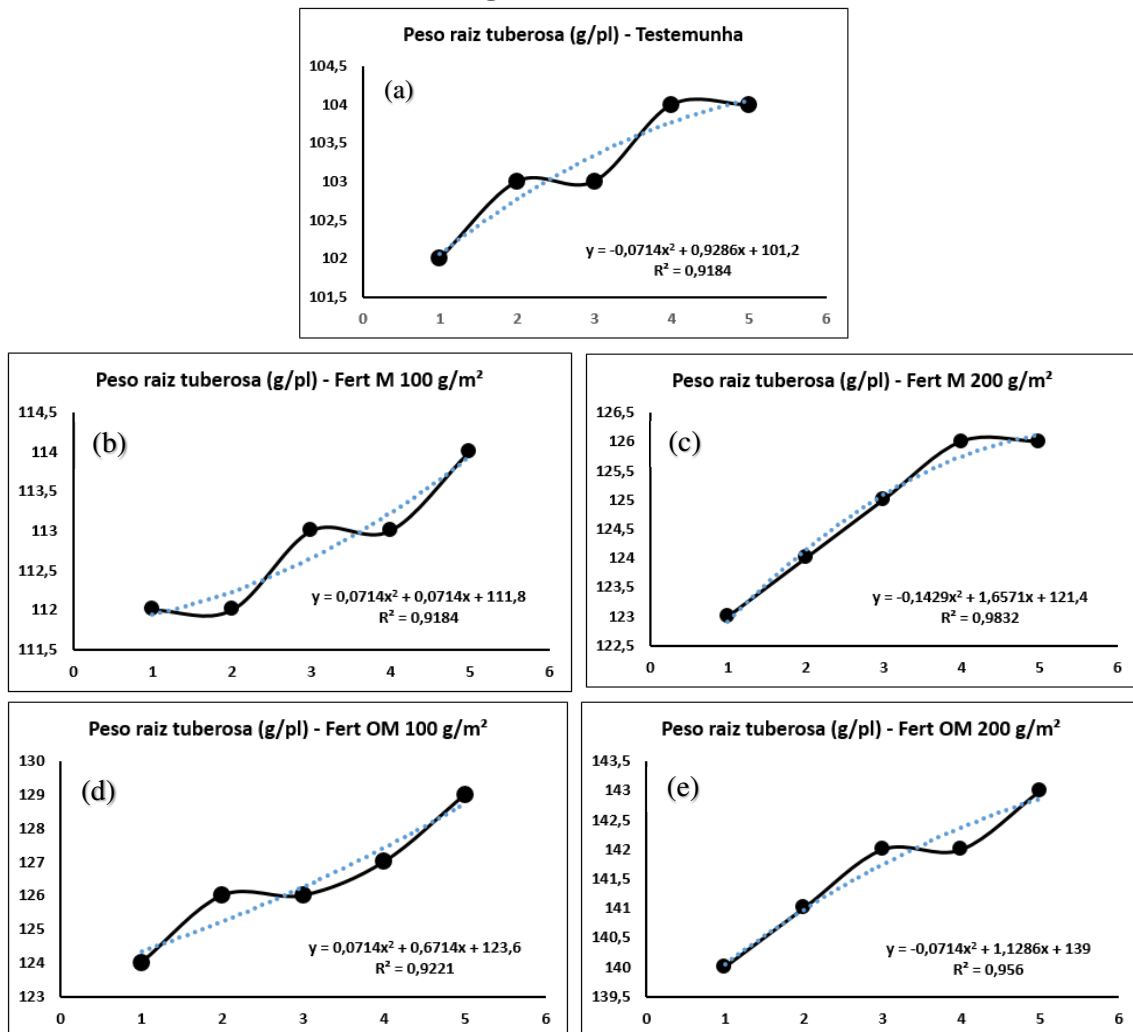 Peso raiz tuberosa (g/pl) - Testemunha
(a)
104,5
104
103,5
103
102,5
102
101,5
y = -0,0714x² + 0,9286x + 101,2
R² = 0,9184
0 1 2 3 4 5 6
Peso raiz tuberosa (g/pl) - Fert M 100 g/m²
(b)
114,5
114
113,5
113
112,5
112
111,5
y = 0,0714x² + 0,0714x + 111,8
R² = 0,9184
0 1 2 3 4 5 6
Peso raiz tuberosa (g/pl) - Fert M 200 g/m²
(c)
126,5
126
125,5
125
124,5
124
123,5
123
122,5
y = -0,1429x² + 1,6571x + 121,4
R² = 0,9832
0 1 2 3 4 5 6
Peso raiz tuberosa (g/pl) - Fert OM 100 g/m²
(d)
130
129
128
127
126
125
124
123
y = 0,0714x² + 0,6714x + 123,6
R² = 0,9221
0 1 2 3 4 5 6
Peso raiz tuberosa (g/pl) - Fert OM 200 g/m²
(e)
143,5
143
142,5
142
141,5
141
140,5
140
139,5
y = -0,0714x² + 1,1286x + 139
R² = 0,956
0 1 2 3 4 5 6